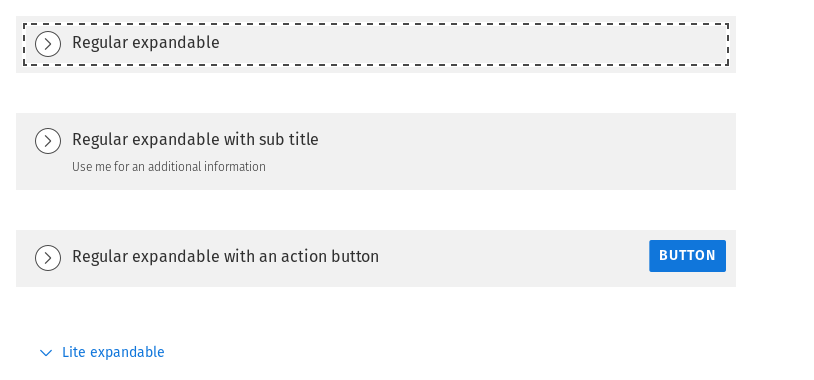 Regular expandable
Regular expandable with sub title
Use me for an additional information
Regular expandable with an action button
BUTTON
Lite expandable